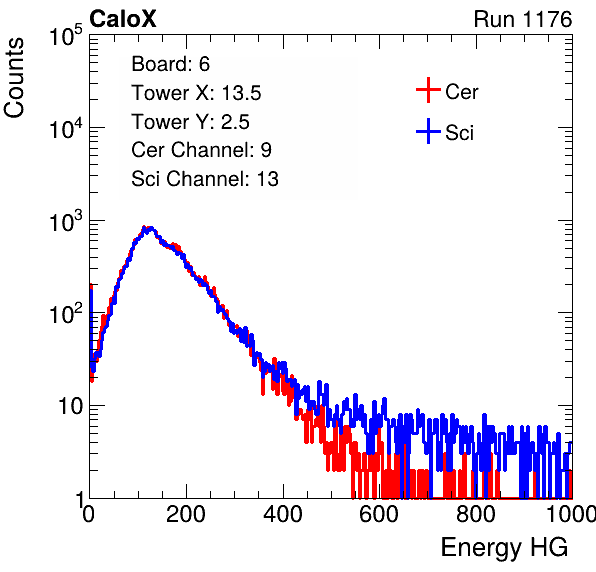 CaloX Run 1176
Counts
10^5
10^4
10^3
10^2
10
1
Board: 6
Tower X: 13.5
Tower Y: 2.5
Cer Channel: 9
Sci Channel: 13
Cer
Sci
0 200 400 600 800 1000
Energy HG